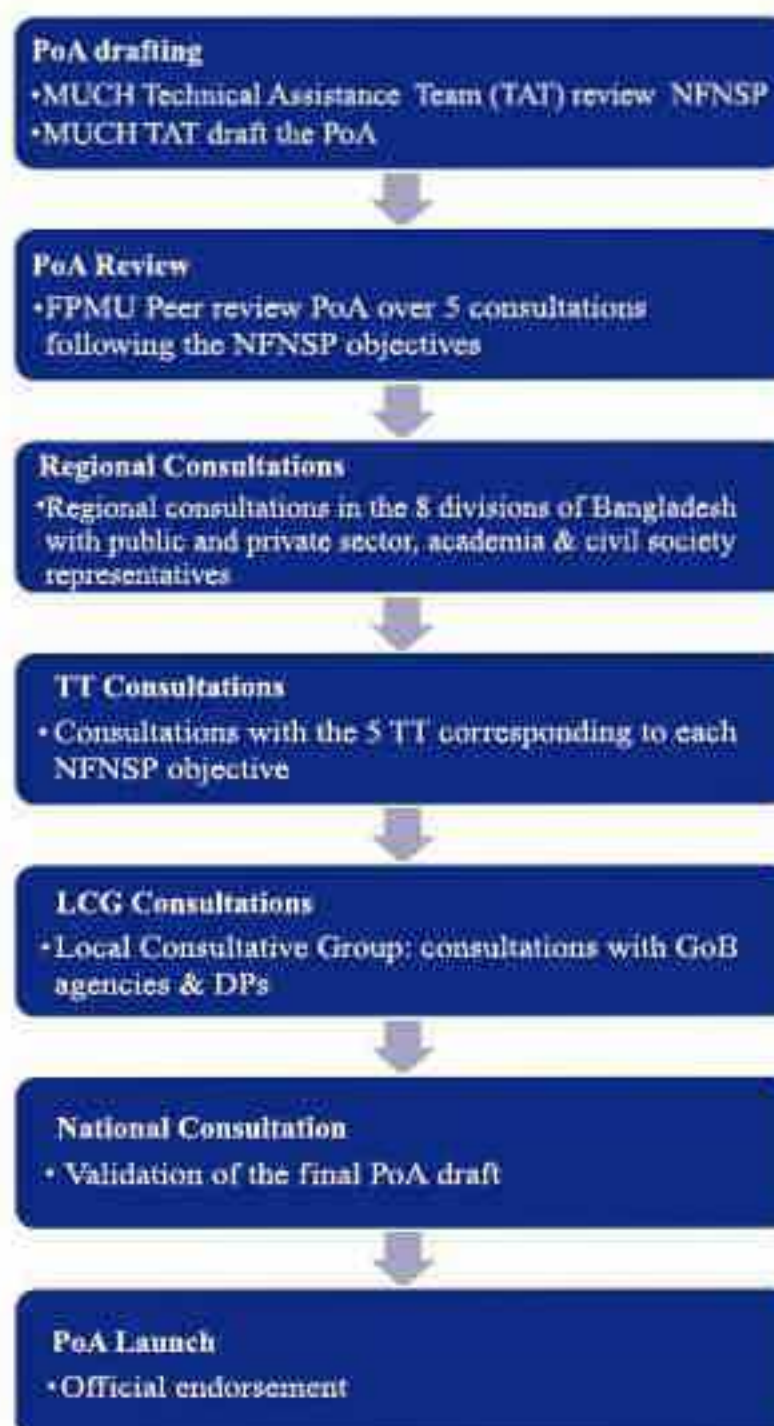 PoA drafting
•MUCH Technical Assistance Team (TAT) review NFNSP
•MUCH TAT draft the PoA
PoA Review
•FPMU Peer review PoA over 5 consultations
following the NFNSP objectives
Regional Consultations
•Regional consultations in the 8 divisions of Bangladesh
with public and private sector, academia & civil society
representatives
TT Consultations
• Consultations with the 5 TT corresponding to each
NFNSP objective
LCG Consultations
•Local Consultative Group: consultations with GoB
agencies & DPs
National Consultation
• Validation of the final PoA draft
PoA Launch
•Official endorsement